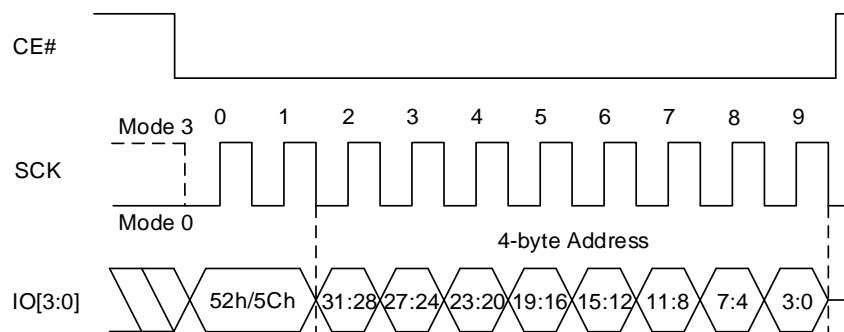 CE#
0 1 2 3 4 5 6 7 8 9
Mode 3
SCK
Mode 0
4-byte Address
IO[3:0] 52h/5Ch 31:28 27:24 23:20 19:16 15:12 11:8 7:4 3:0